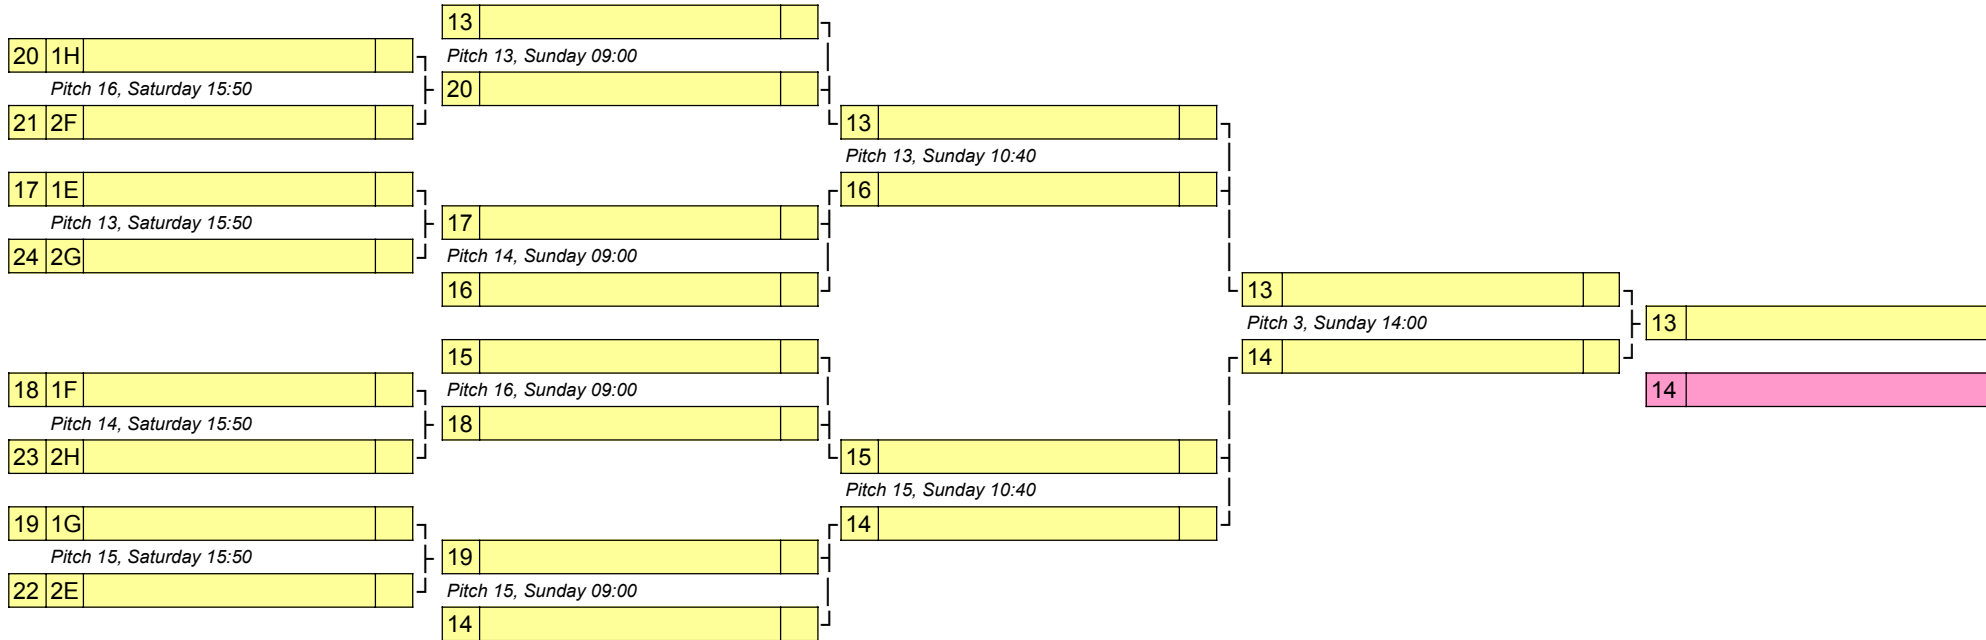 13
20 1H
Pitch 13, Sunday 09:00
Pitch 16, Saturday 15:50
20
21 2F
13
Pitch 13, Sunday 10:40
17 1E
16
Pitch 13, Saturday 15:50
17
24 2G
Pitch 14, Sunday 09:00
16
13
Pitch 3, Sunday 14:00
13
15
14
18 1F
Pitch 16, Sunday 09:00
14
Pitch 14, Saturday 15:50
18
23 2H
15
Pitch 15, Sunday 10:40
19 1G
14
Pitch 15, Saturday 15:50
19
22 2E
Pitch 15, Sunday 09:00
14